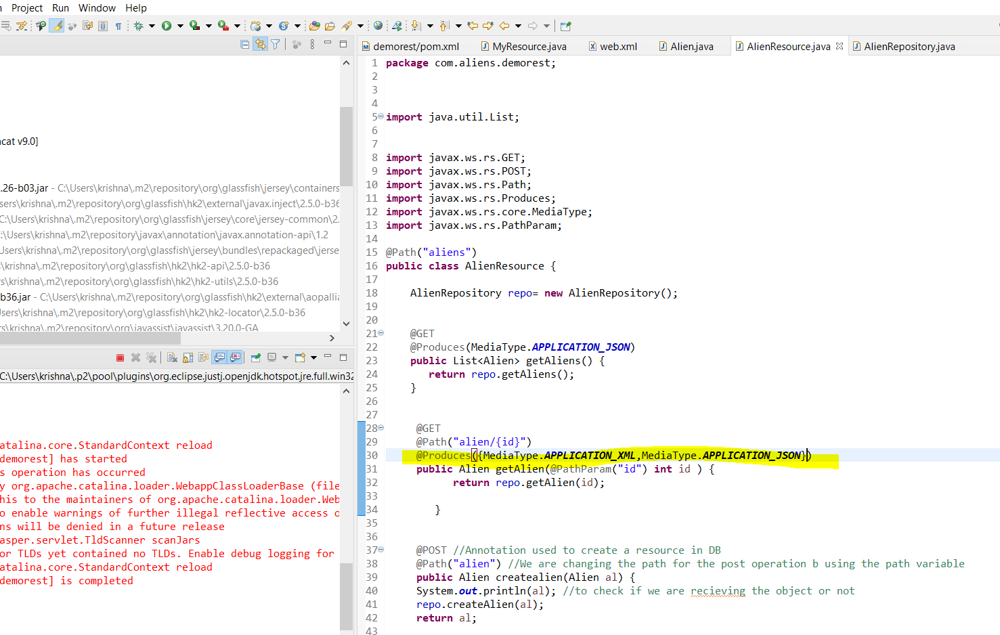 Project Run Window Help
demorest/pom.xml MyResource.java web.xml Alien.java AlienResource.java AlienRepository.java
cat v9.0]
.26-b03.jar - C:\Users\krishna\.m2\repository\org\glassfish\jersey\containers
sers\krishna\.m2\repository\org\glassfish\hk2\external\javax.inject\2.5.0-b36
C:\Users\krishna\.m2\repository\org\glassfish\jersey\core\jersey-common\2.
:\Users\krishna\.m2\repository\javax\annotation\javax.annotation-api\1.2
Users\krishna\.m2\repository\org\glassfish\jersey\bundles\repackaged\jerse
\krishna\.m2\repository\org\glassfish\hk2\hk2-api\2.5.0-b36
rs\krishna\.m2\repository\org\glassfish\hk2\hk2-utils\2.5.0-b36
b36.jar - C:\Users\krishna\.m2\repository\org\glassfish\hk2\external\aopallia
Users\krishna\.m2\repository\org\glassfish\hk2\hk2-locator\2.5.0-b36
sers\krishna\.m2\repository\org\javassist\javassist\3.20.0-GA
C:\Users\krishna\.p2\pool\plugins\org.eclipse.justj.openjdk.hotspot.jre.full.win32
atalina.core.StandardContext reload
demorest] has started
s operation has occurred
y org.apache.catalina.loader.WebappClassLoaderBase (file
his to the maintainers of org.apache.catalina.loader.Web
o enable warnings of further illegal reflective access o
ns will be denied in a future release
asper.servlet.TldScanner scanJars
or TLDs yet contained no TLDs. Enable debug logging for
atalina.core.StandardContext reload
demorest] is completed
1 package com.aliens.demorest;
2
3
4
5 import java.util.List;
6
7
8 import javax.ws.rs.GET;
9 import javax.ws.rs.POST;
10 import javax.ws.rs.Path;
11 import javax.ws.rs.Produces;
12 import javax.ws.rs.core.MediaType;
13 import javax.ws.rs.PathParam;
14
15 @Path("aliens")
16 public class AlienResource {
17
18 AlienRepository repo= new AlienRepository();
19
20
21 @GET
22 @Produces(MediaType.APPLICATION_JSON)
23 public List<Alien> getAliens() {
24 return repo.getAliens();
25 }
26
27
28 @GET
29 @Path("alien/{id}")
30 @Produces({MediaType.APPLICATION_XML,MediaType.APPLICATION_JSON})
31 public Alien getAlien(@PathParam("id") int id ) {
32 return repo.getAlien(id);
33
34 }
35
36
37 @POST //Annotation used to create a resource in DB
38 @Path("alien") //We are changing the path for the post operation b using the path variable
39 public Alien createalien(Alien al) {
40 System.out.println(al); //to check if we are recieving the object or not
41 repo.createAlien(al);
42 return al;
43